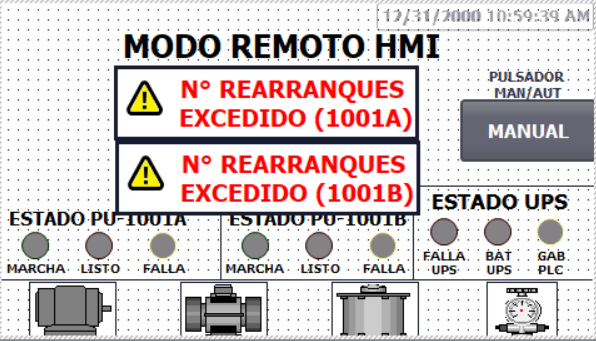 12/31/2000 10:59:39 AM
MODO REMOTO HMI
N° REARRANQUES
EXCEDIDO (1001A)
N° REARRANQUES
EXCEDIDO (1001B)
PULSADOR
MAN/AUT
MANUAL
ESTADO PU-1001A
MARCHA LISTO FALLA
ESTADO PU-1001B
MARCHA LISTO FALLA
ESTADO UPS
FALLA BAT GAB
UPS UPS PLC